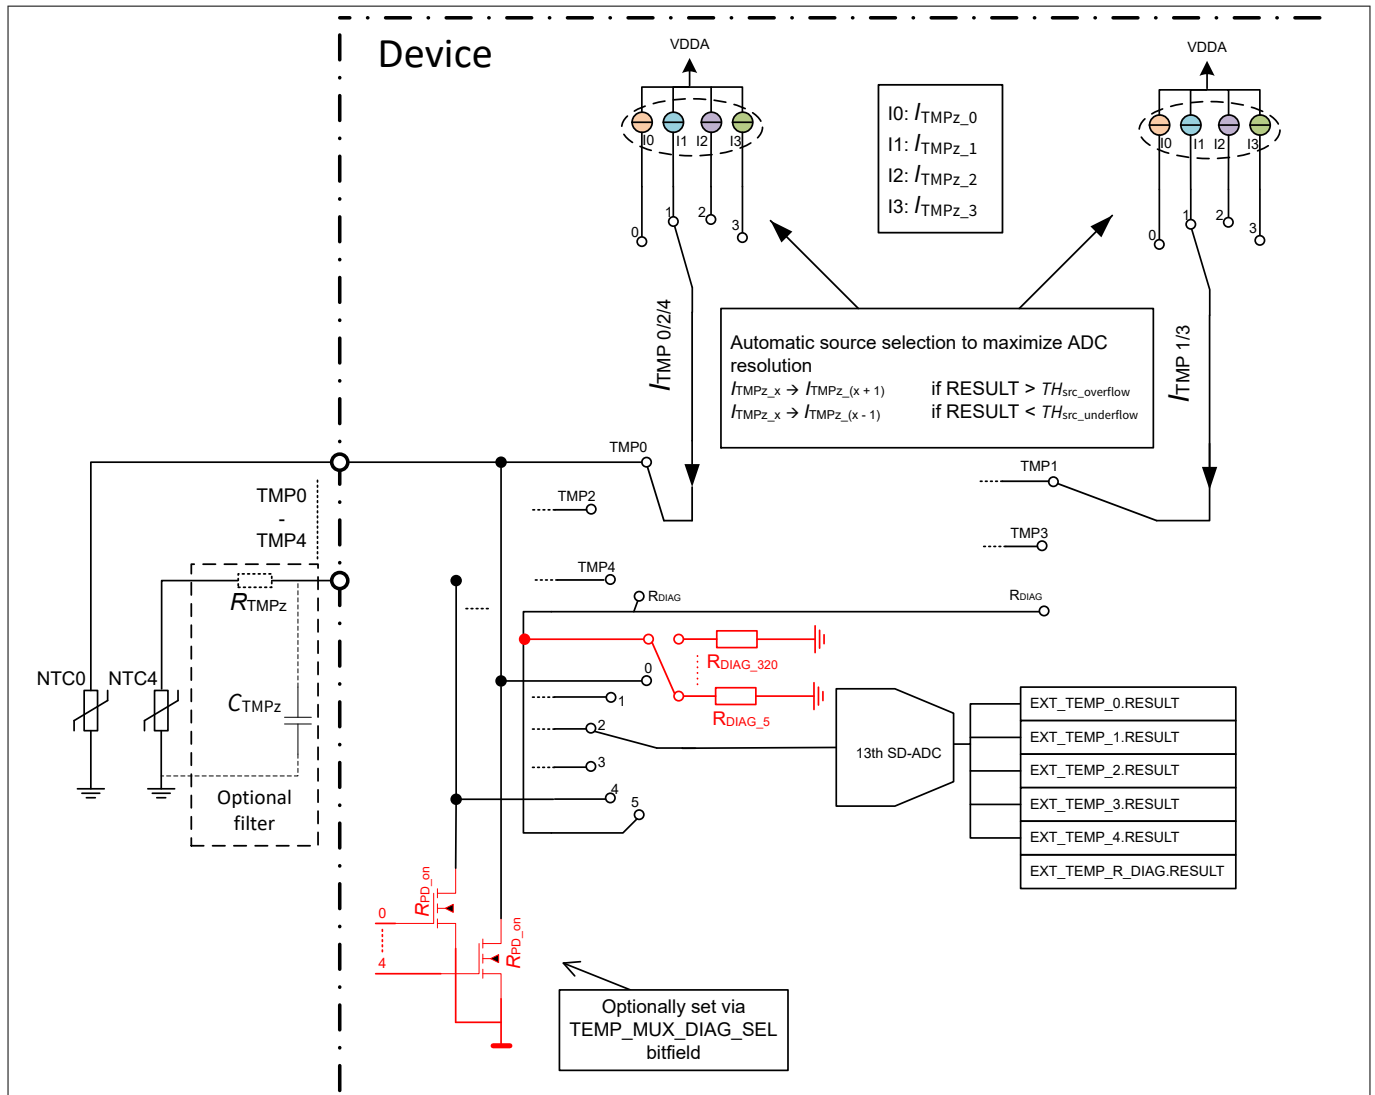 Device
VDDA
VDDA
I0 I1 I2 I3
I0: ITMPz_0
I1: ITMPz_1
I2: ITMPz_2
I3: ITMPz_3
I0 I1 I2 I3
0 1 2 3
0 1 2 3
ITMP 0/2/4
ITMP 1/3
Automatic source selection to maximize ADC
resolution
ITMPz_x → ITMPz_(x + 1) if RESULT > THsrc_overflow
ITMPz_x → ITMPz_(x - 1) if RESULT < THsrc_underflow
TMP0
TMP1
TMP0
-
TMP4
TMP2
TMP3
TMP4
RTMPz
RDIAG
RDIAG
RDIAG_320
NTC0
NTC4
CTMPz
0
1
RDIAG_5
2
3
4
5
13th SD-ADC
EXT_TEMP_0.RESULT
EXT_TEMP_1.RESULT
EXT_TEMP_2.RESULT
EXT_TEMP_3.RESULT
EXT_TEMP_4.RESULT
EXT_TEMP_R_DIAG.RESULT
Optional
filter
RPD_on
RPD_on
0
4
Optionally set via
TEMP_MUX_DIAG_SEL
bitfield